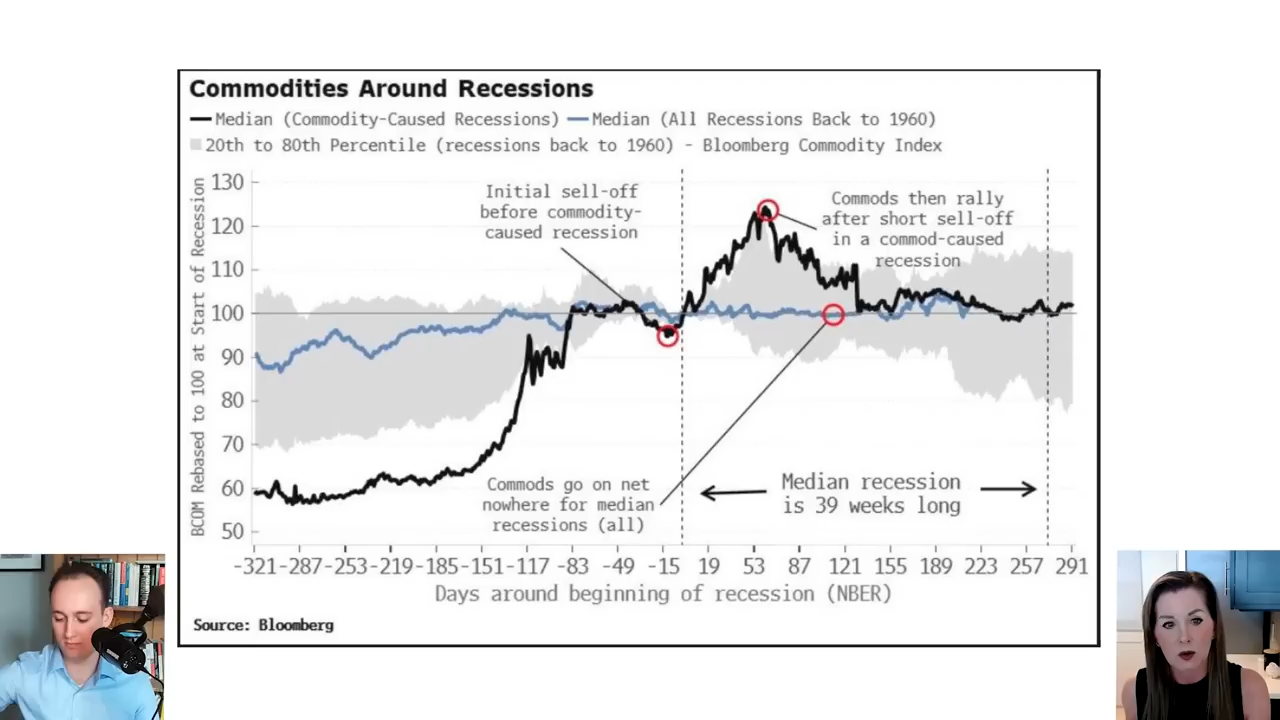 Commodities Around Recessions
Median (Commodity-Caused Recessions) Median (All Recessions Back to 1960)
20th to 80th Percentile (recessions back to 1960) - Bloomberg Commodity Index
BCOM Rebased to 100 at Start of Recession
130
120
110
100
90
80
70
60
50
Initial sell-off
before commodity-
caused recession
Commods then rally
after short sell-off
in a commod-caused
recession
Commods go on net
nowhere for median
recessions (all)
Median recession
is 39 weeks long
-321 -287 -253 -219 -185 -151 -117 -83 -49 -15 19 53 87 121 155 189 223 257 291
Days around beginning of recession (NBER)
Source: Bloomberg